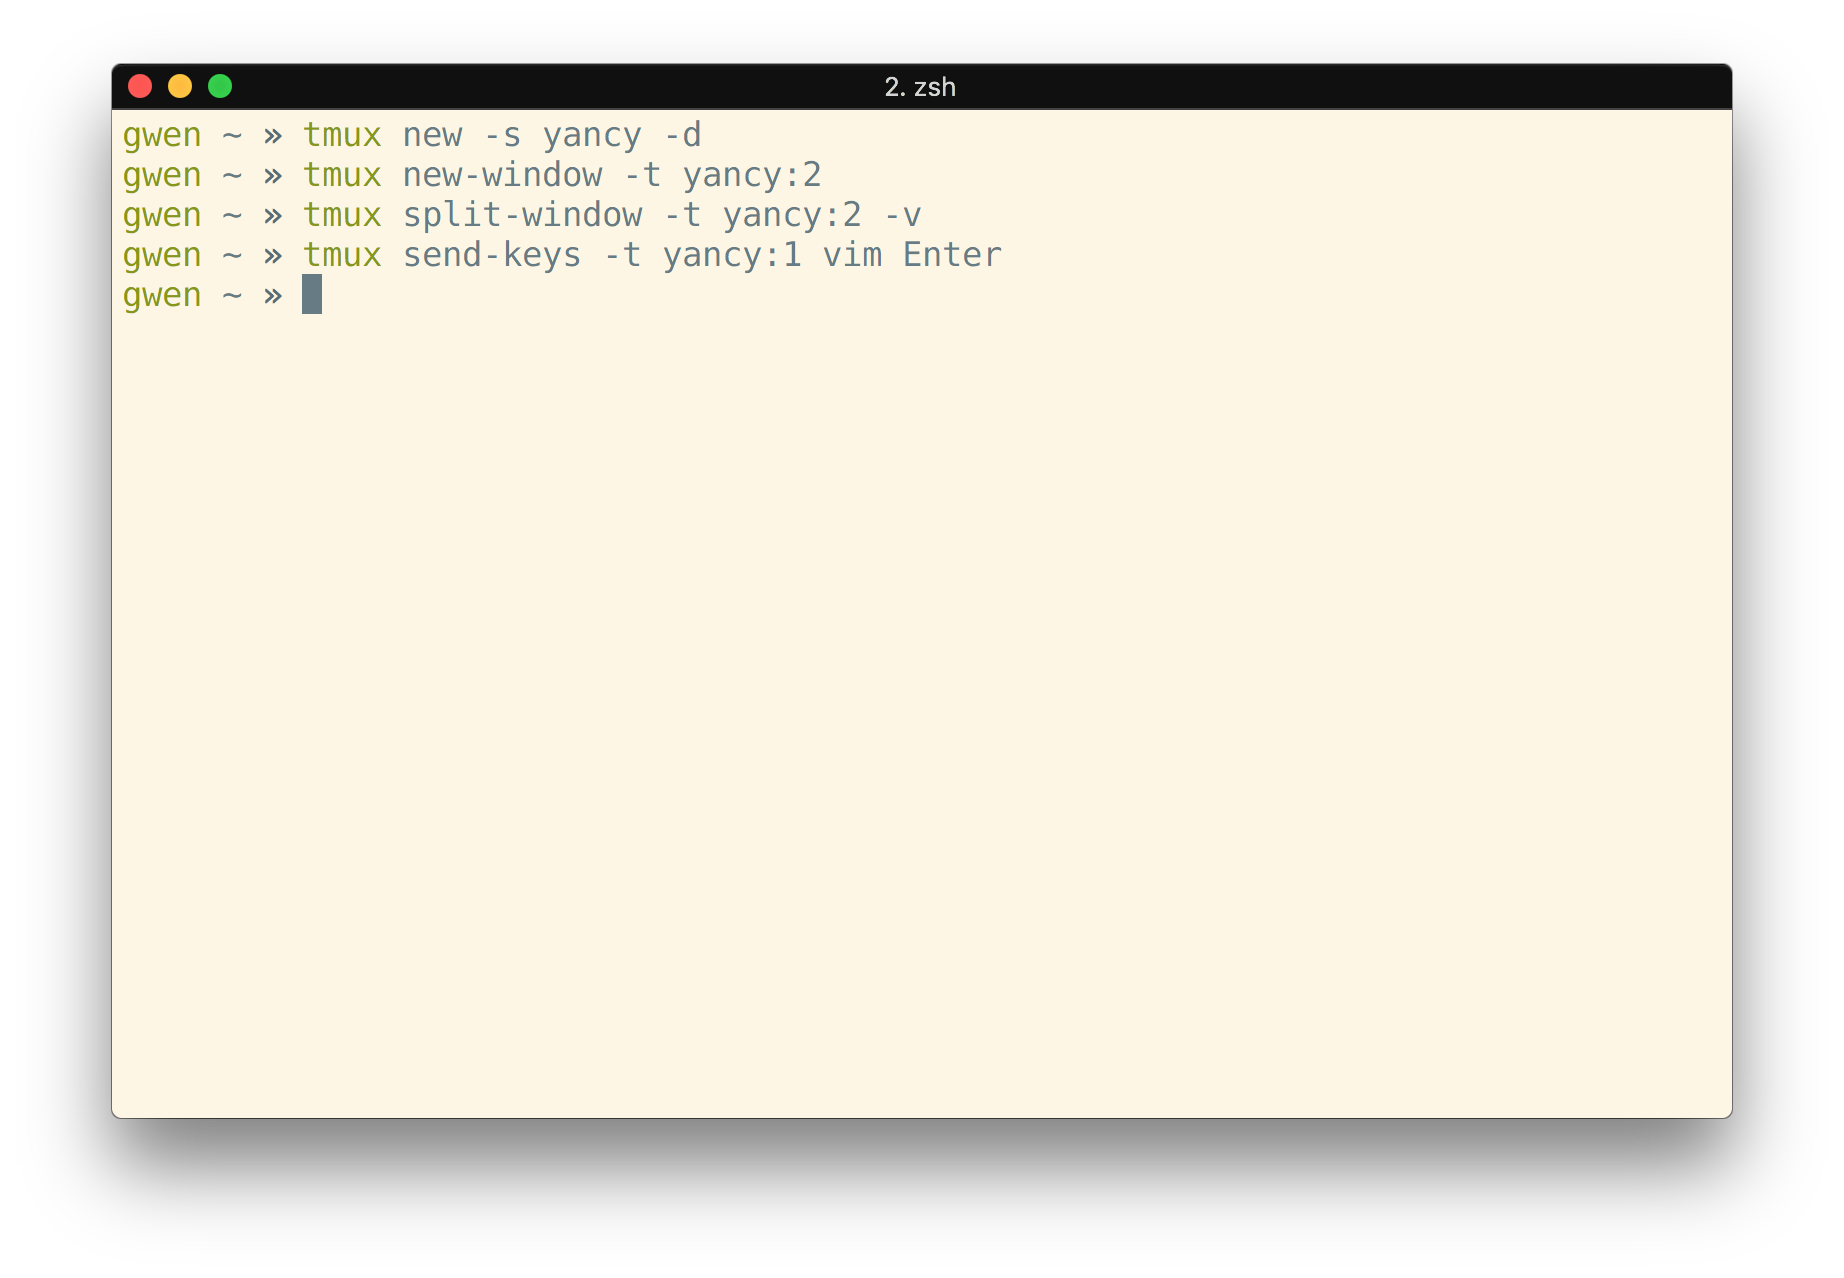 2. zsh
gwen ~ » tmux new -s yancy -d
gwen ~ » tmux new-window -t yancy:2
gwen ~ » tmux split-window -t yancy:2 -v
gwen ~ » tmux send-keys -t yancy:1 vim Enter
gwen ~ »